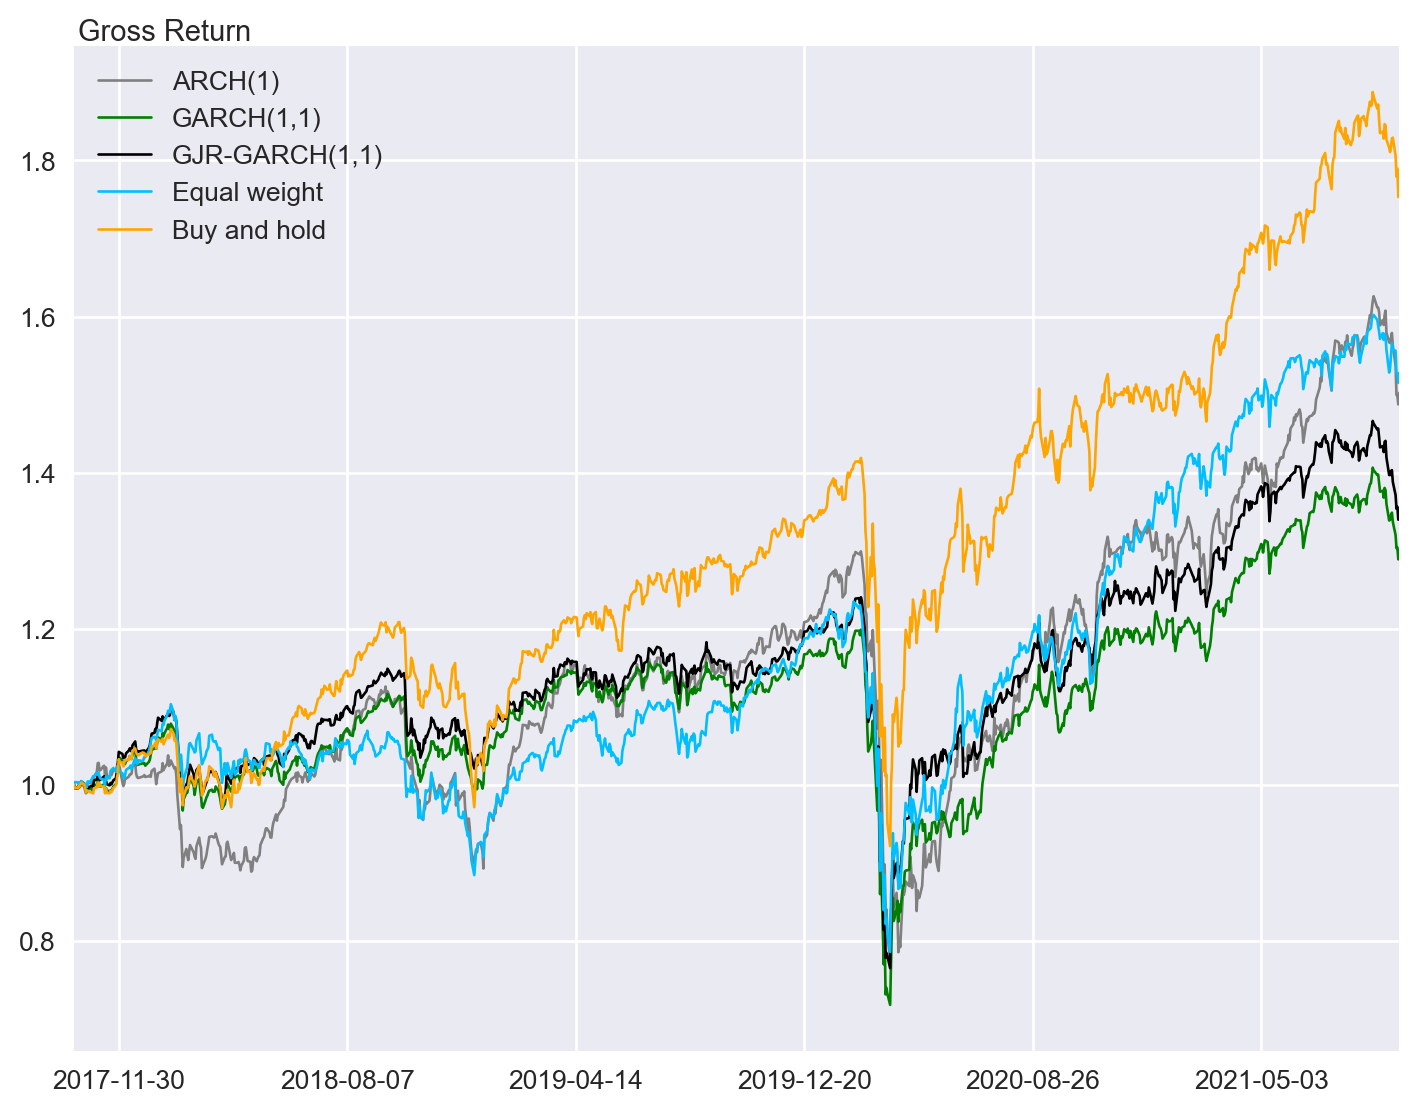 Gross Return
ARCH(1)
GARCH(1,1)
GJR-GARCH(1,1)
Equal weight
Buy and hold
1.8
1.6
1.4
1.2
1.0
0.8
2017-11-30 2018-08-07 2019-04-14 2019-12-20 2020-08-26 2021-05-03